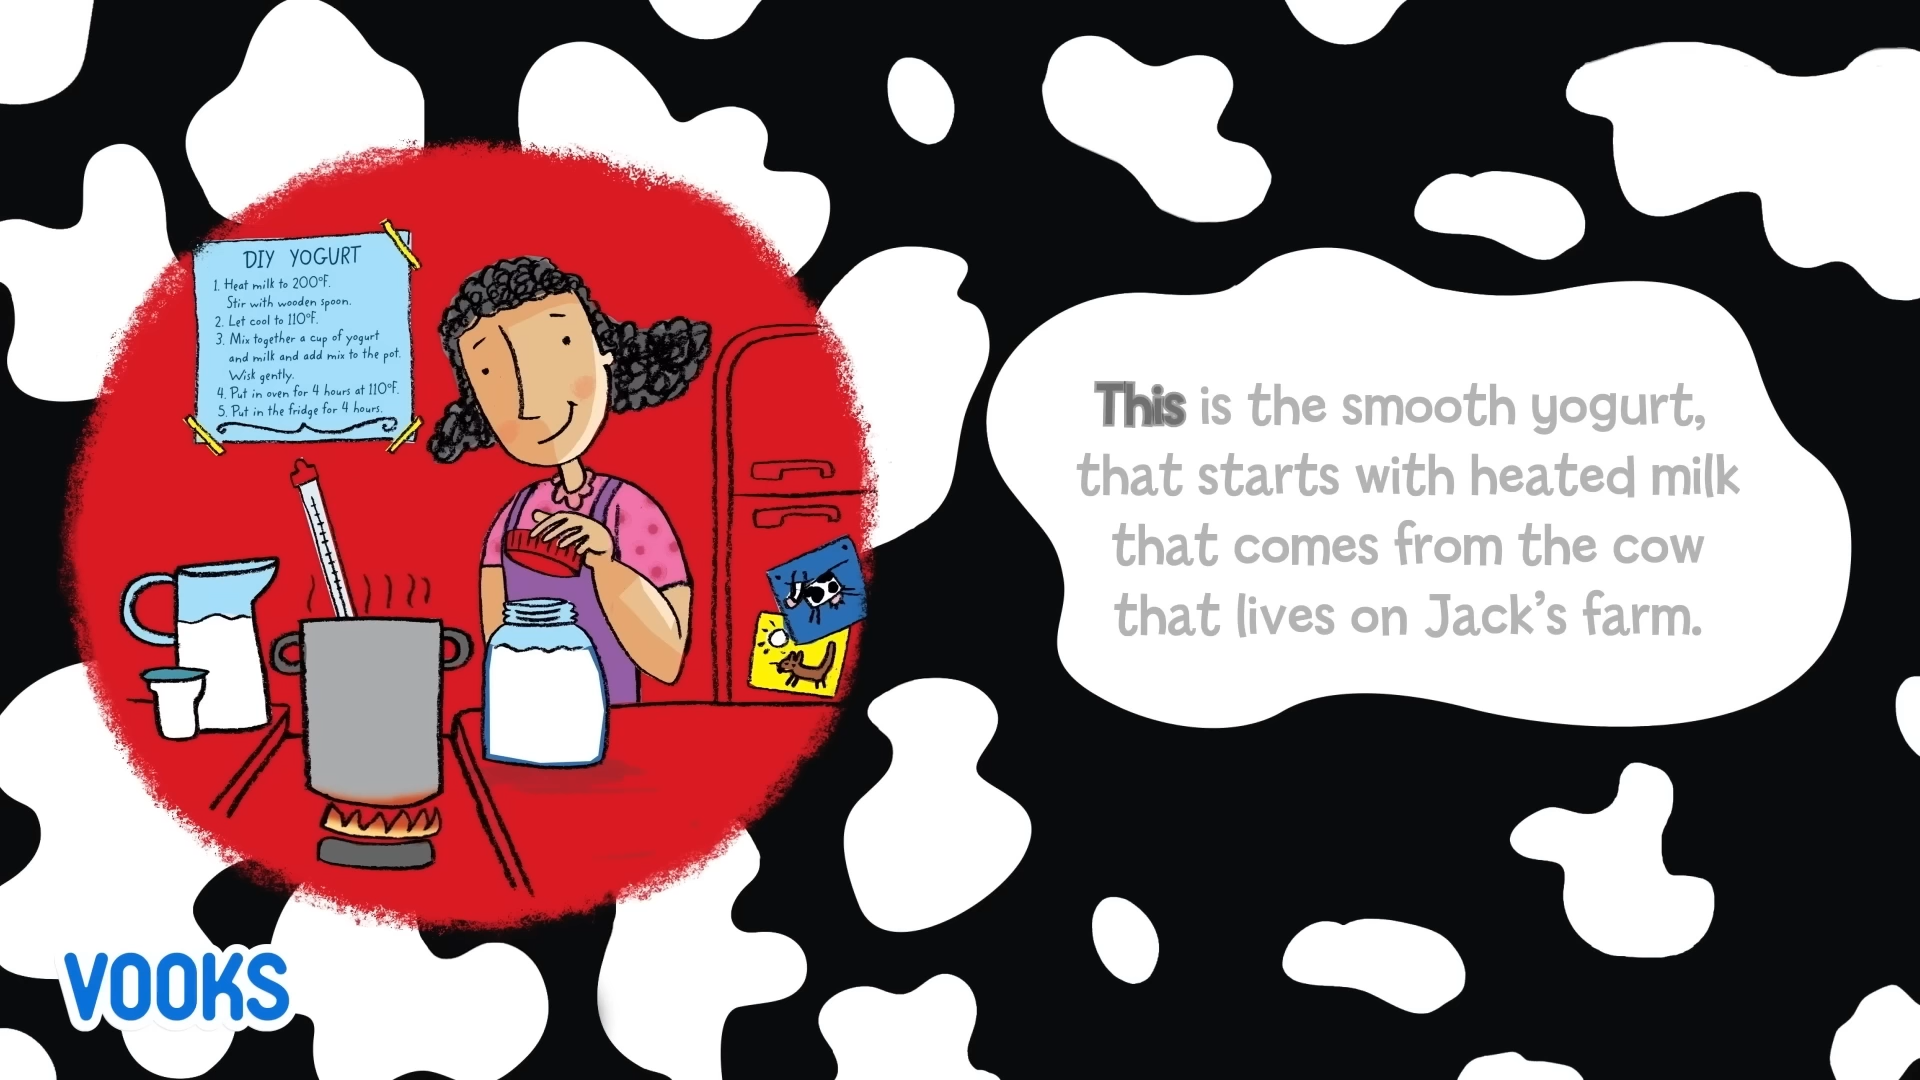 DIY YOGURT
1. Heat milk to 200°F.
Stir with wooden spoon.
2. Let cool to 110°F.
3. Mix together a cup of yogurt
and milk and add mix to the pot.
Wisk gently.
4. Put in oven for 4 hours at 110°F.
5. Put in the fridge for 4 hours.
This is the smooth yogurt,
that starts with heated milk
that comes from the cow
that lives on Jack's farm.
VOOKS